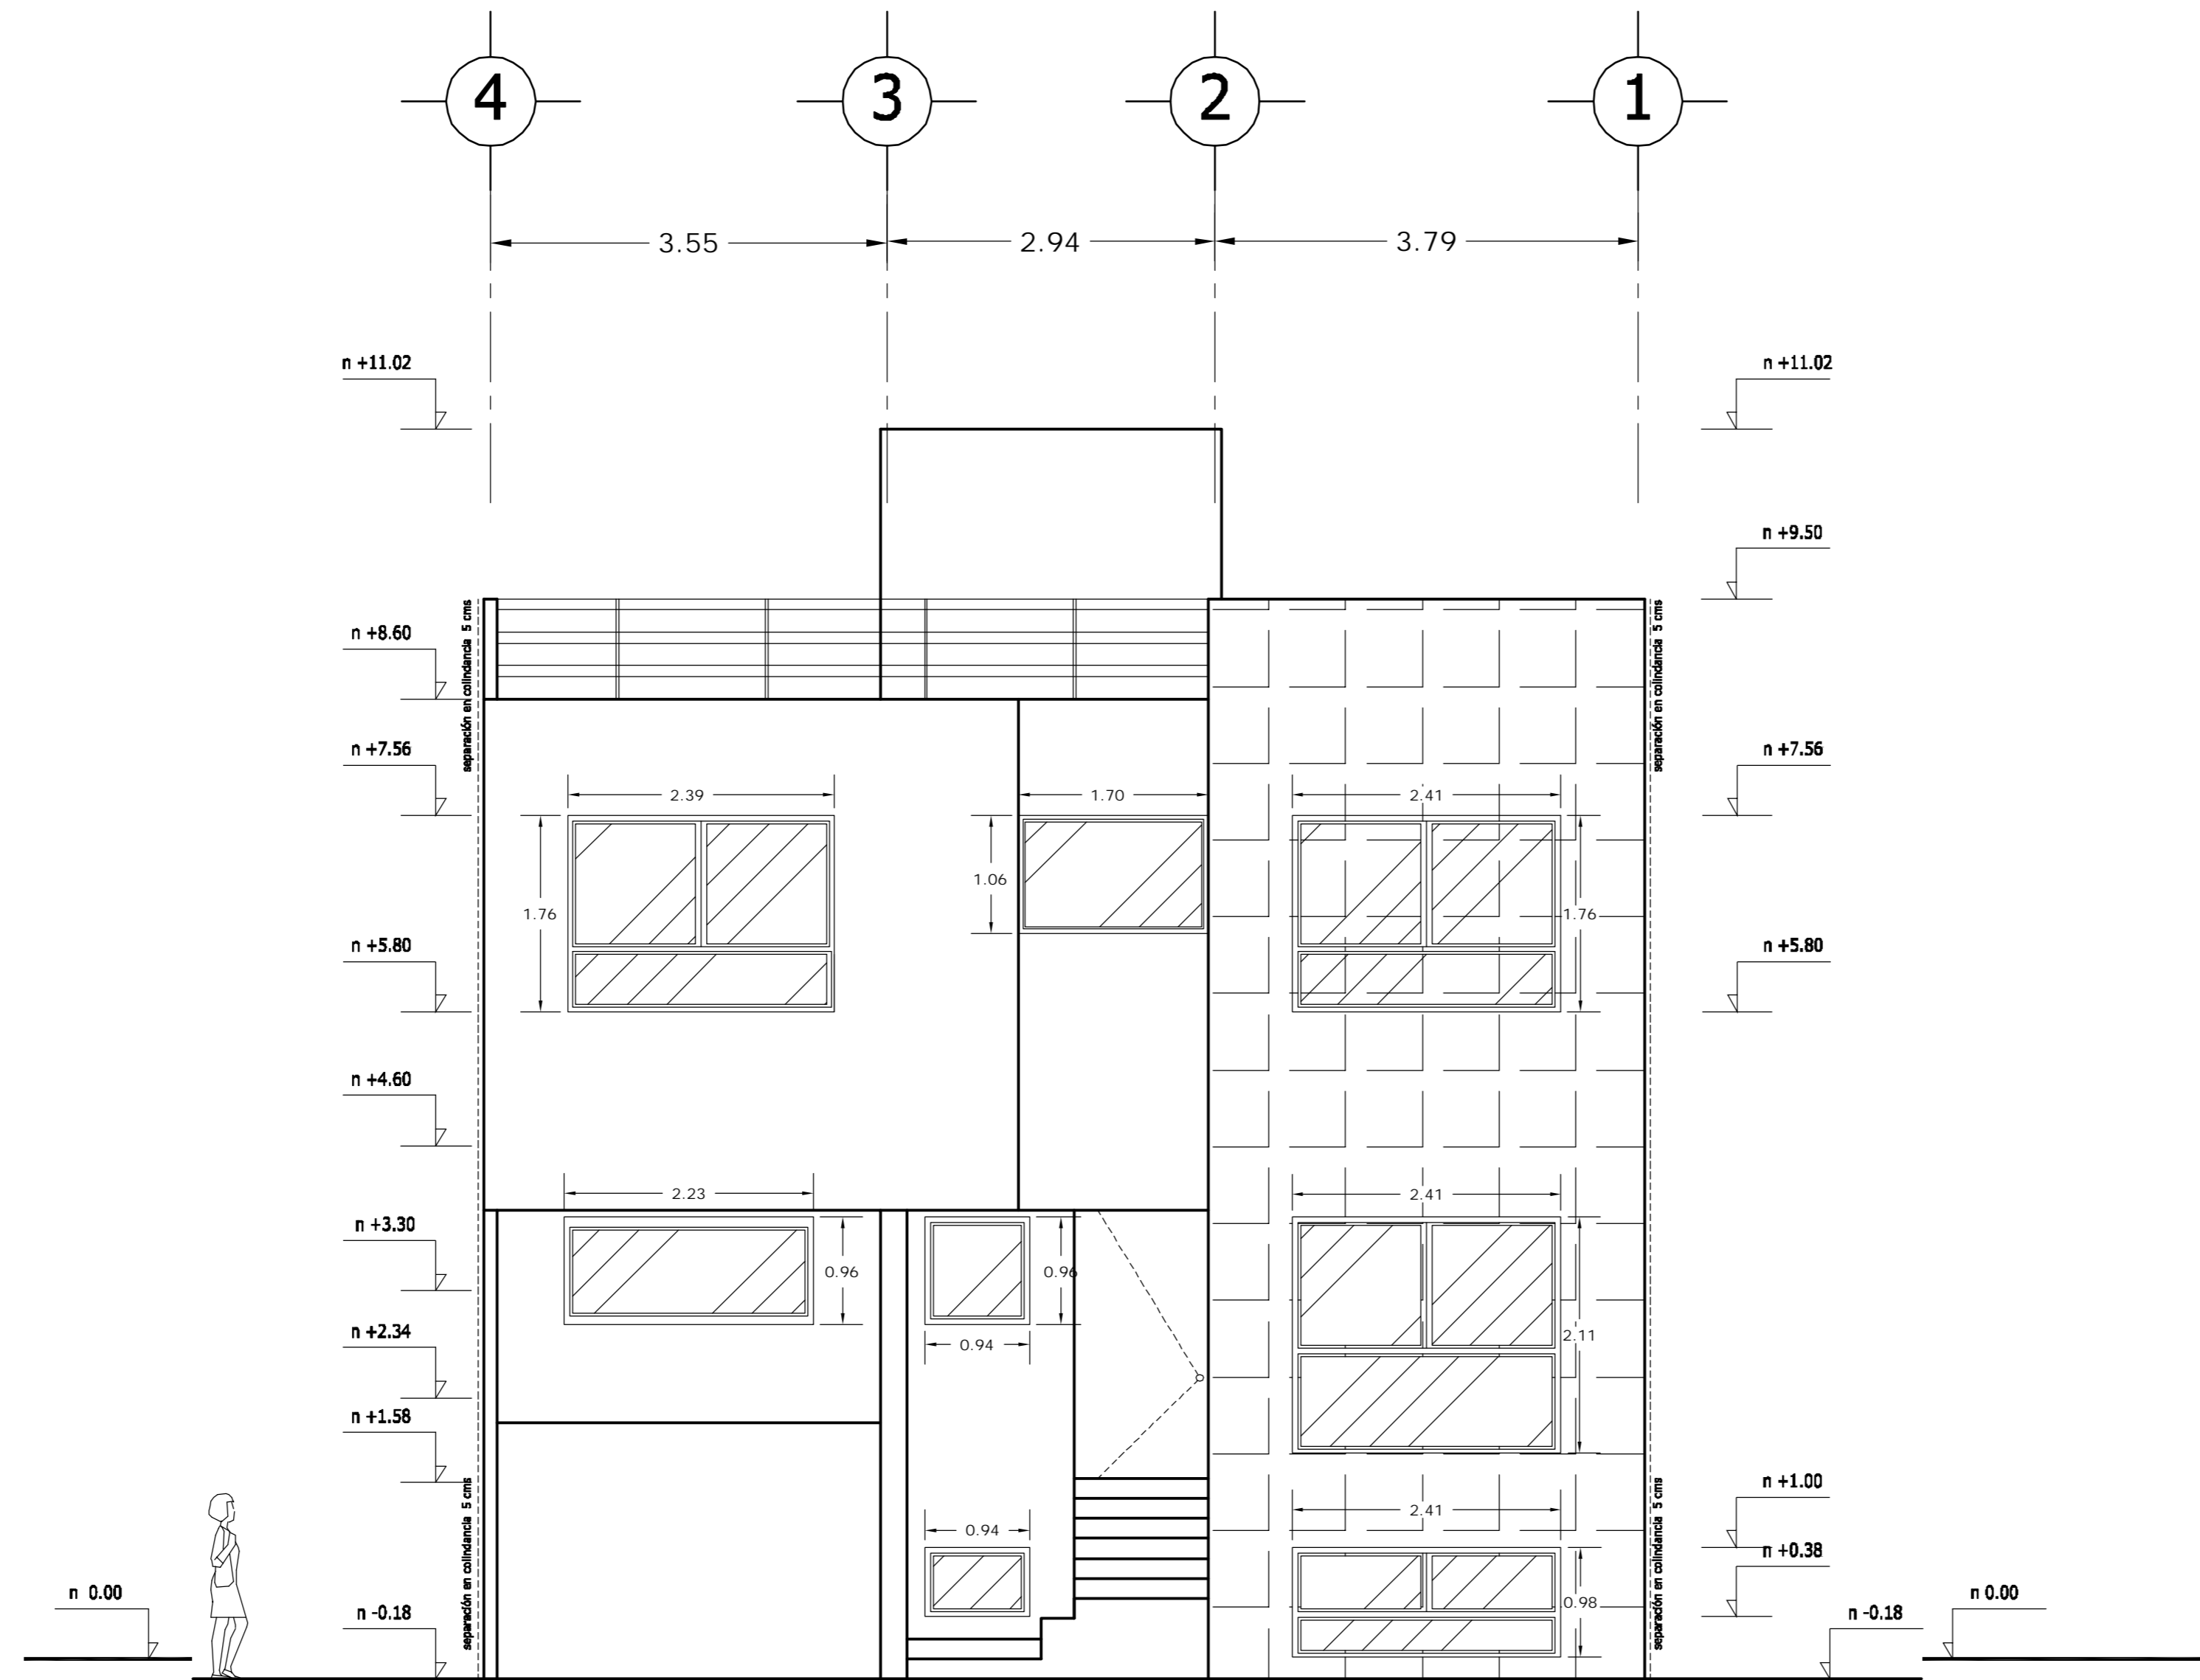 4 3 2 1
3.55 2.94 3.79
n +11.02 n +11.02
n +9.50
separación en colindancia 5 cms separación en colindancia 5 cms
n +8.60
n +7.56 n +7.56
2.39 1.70 2.41
1.06
1.76 1.76
n +5.80 n +5.80
n +4.60
2.23 2.41
n +3.30
0.96 0.96
n +2.34 2.11
0.94
n +1.58
separación en colindancia 5 cms separación en colindancia 5 cms
n +1.00
0.94 2.41
n +0.38
n 0.00 0.98 n 0.00
n -0.18 n -0.18